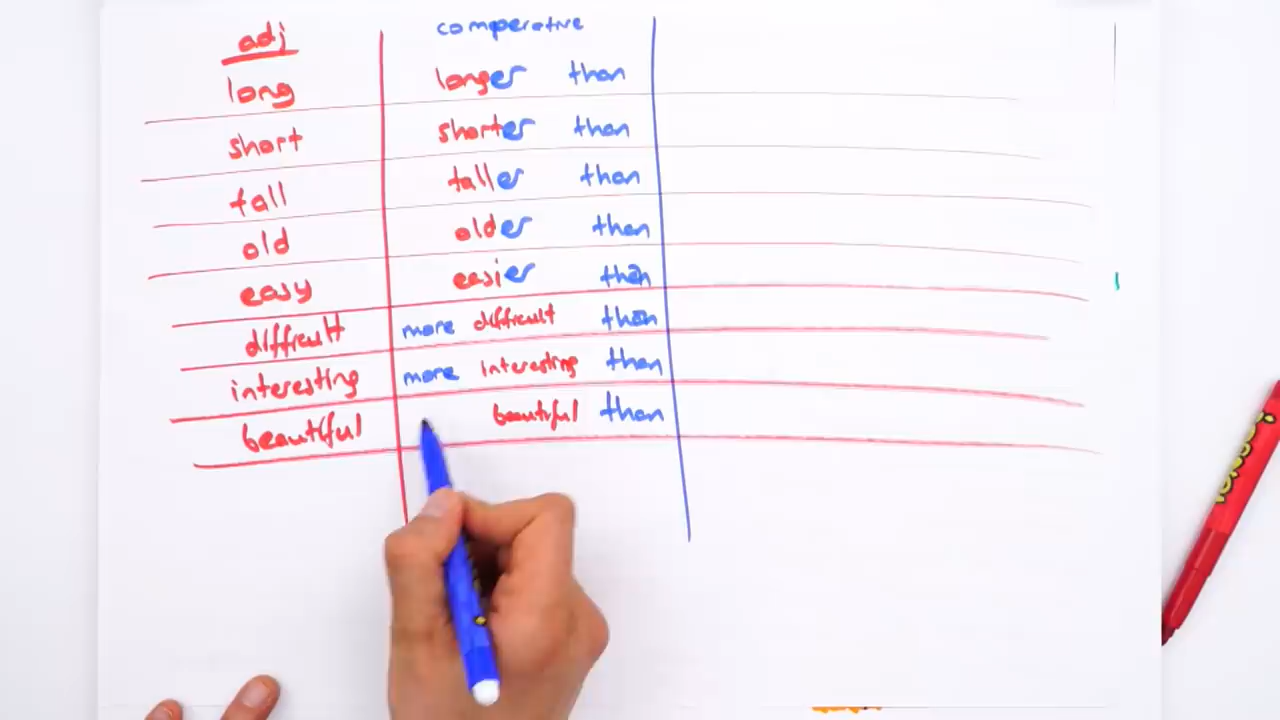 adj comperative
long longer than
short shorter than
tall taller than
old older than
easy easier than
difficult more difficult than
interesting more interesting than
beautiful beautiful than